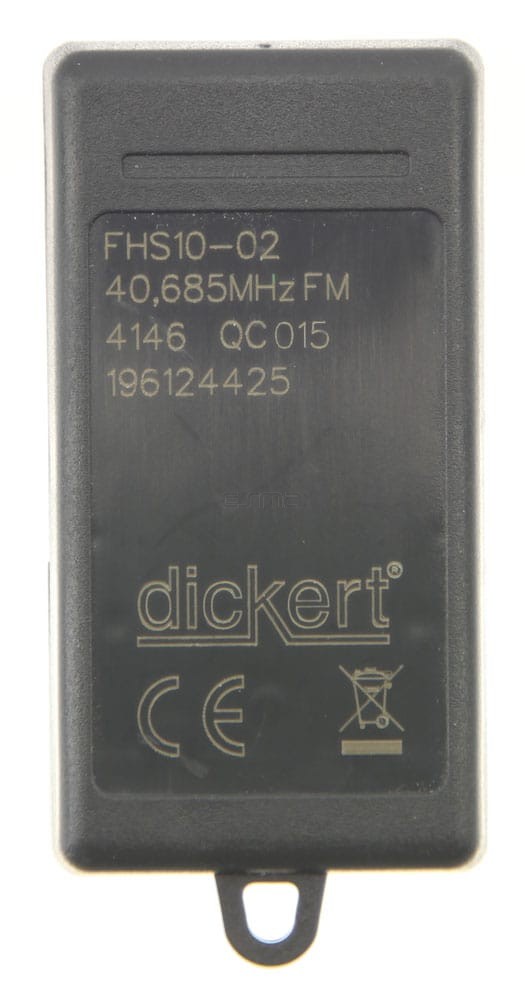 FHS10-02
40,685MHz FM
4146 QC015
196124425
dickert®
CE